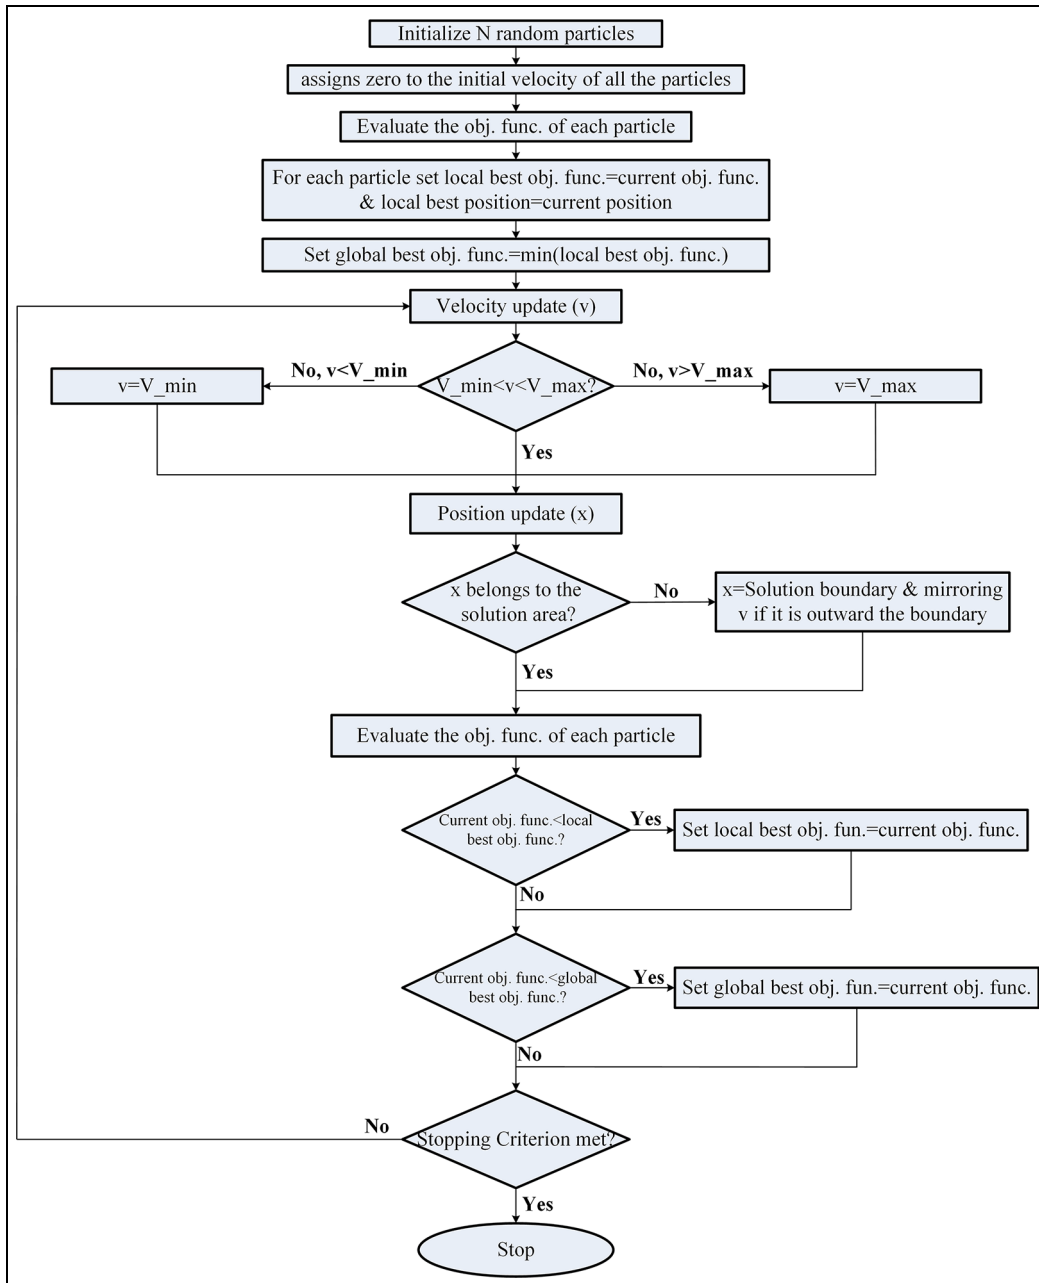 Initialize N random particles
assigns zero to the initial velocity of all the particles
Evaluate the obj. func. of each particle
For each particle set local best obj. func.=current obj. func.
& local best position=current position
Set global best obj. func.=min(local best obj. func.)
Velocity update (v)
No, v<V_min
No, v>V_max
v=V_min
V_min<v<V_max?
v=V_max
Yes
Position update (x)
x belongs to the
solution area?
No
x=Solution boundary & mirroring
v if it is outward the boundary
Yes
Evaluate the obj. func. of each particle
Current obj. func.<local
best obj. func.?
Yes
Set local best obj. fun.=current obj. func.
No
Current obj. func.<global
best obj. func.?
Yes
Set global best obj. fun.=current obj. func.
No
No
Stopping Criterion met?
Yes
Stop